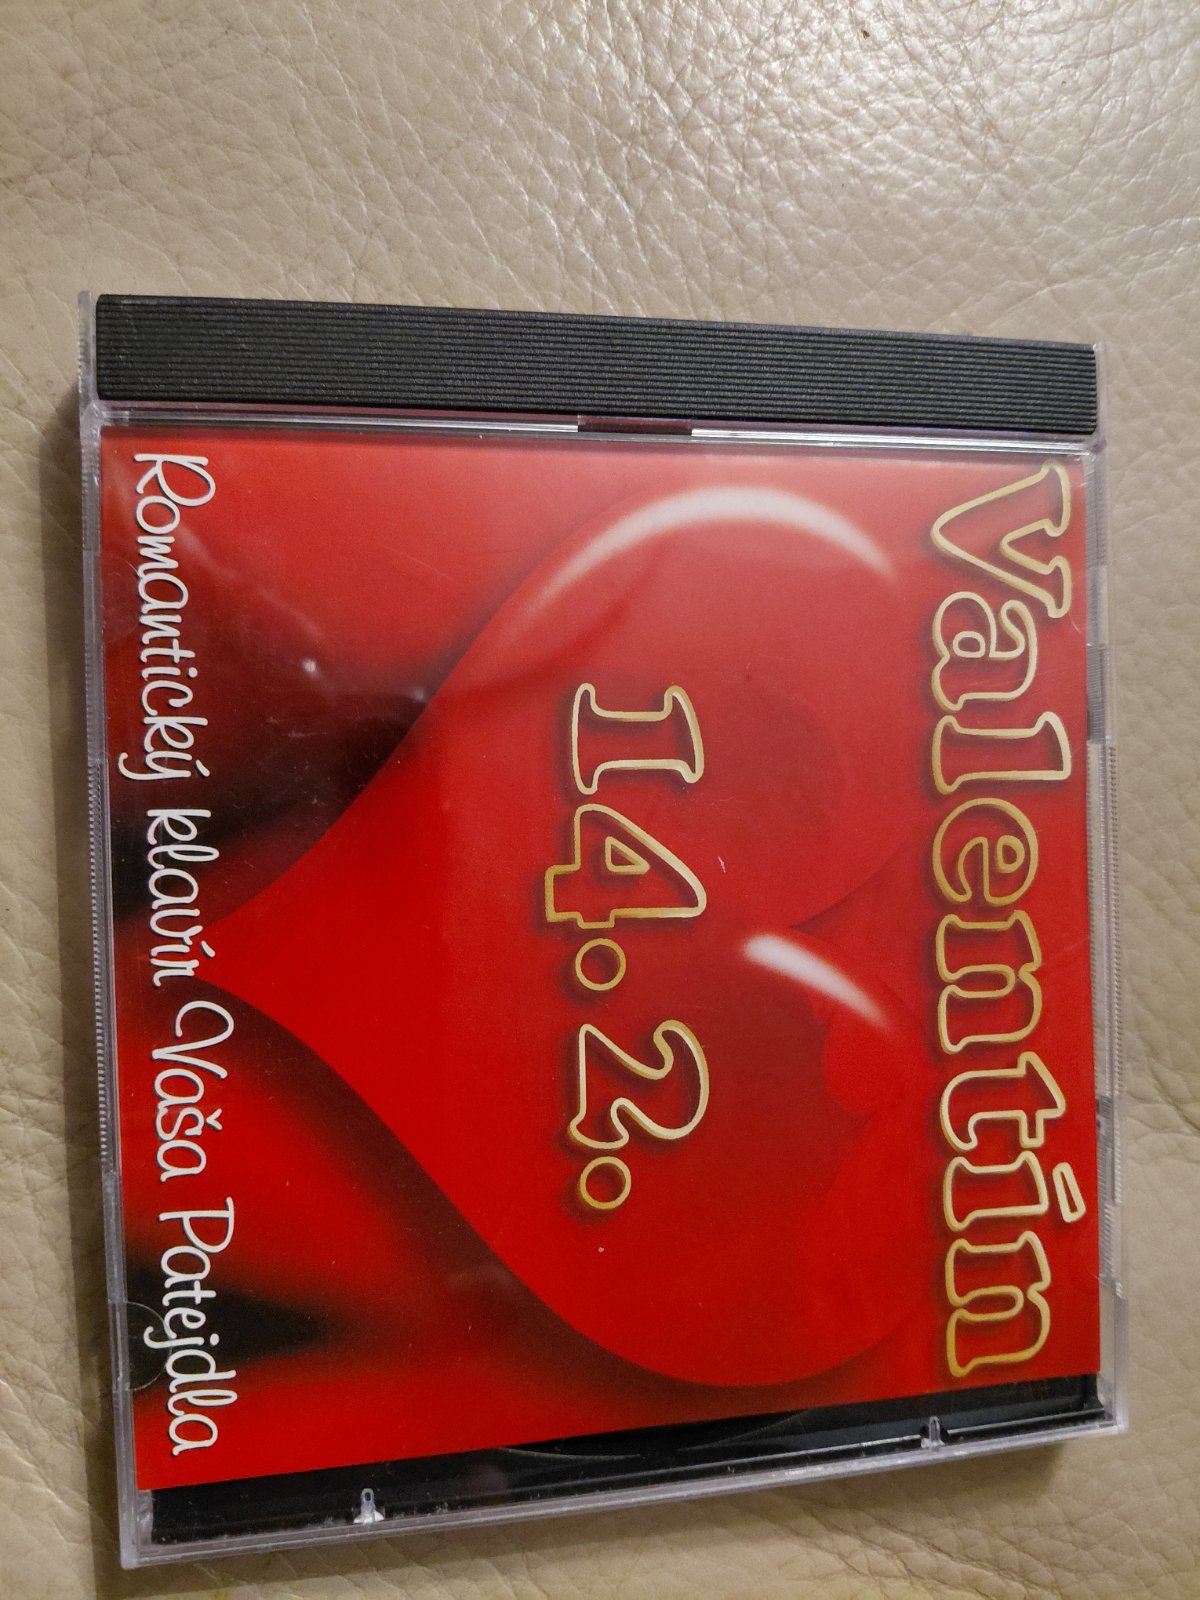 Valentín
14.2.
Romantický klavír Vaša Patejdla